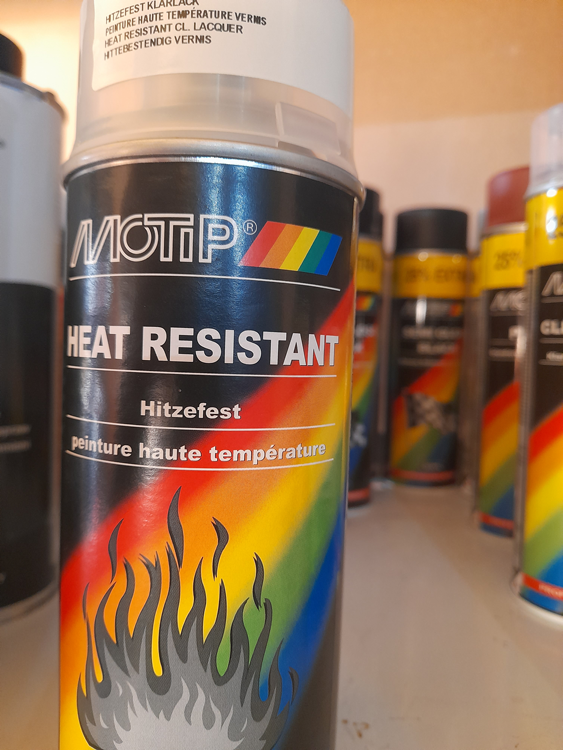 HITZEFEST KLARLACK
PEINTURE HAUTE TEMPÉRATURE VERNIS
HEAT RESISTANT CL. LACQUER
HITTEBESTENDIG VERNIS
MOTIP®
HEAT RESISTANT
Hitzefest
peinture haute température